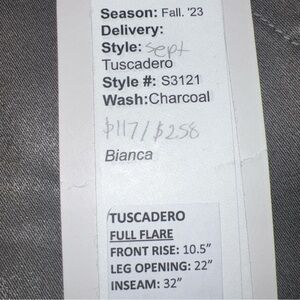 Season: Fall. '23
Delivery:
Style: Sept
Tuscadero
Style #: S3121
Wash:Charcoal
$117/$258
Bianca
TUSCADERO
FULL FLARE
FRONT RISE: 10.5”
LEG OPENING: 22”
INSEAM: 32”